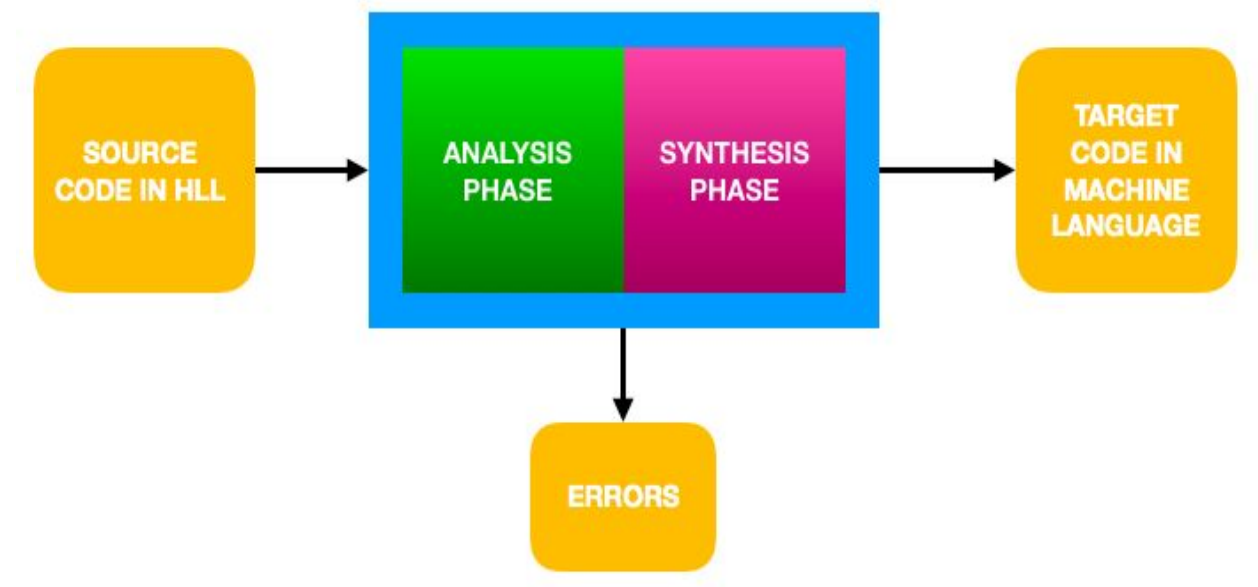 SOURCE
CODE IN HLL
ANALYSIS
PHASE
SYNTHESIS
PHASE
TARGET
CODE IN
MACHINE
LANGUAGE
ERRORS